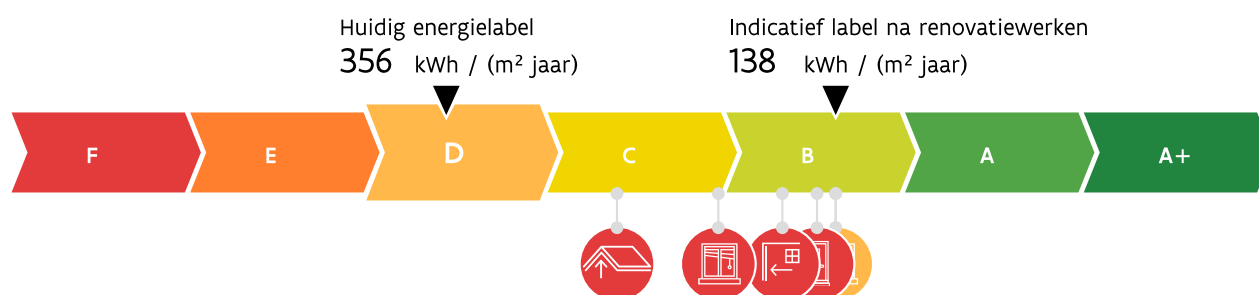 Huidig energielabel
356 kWh / (m² jaar)
Indicatief label na renovatiewerken
138 kWh / (m² jaar)
F E D C B A A+